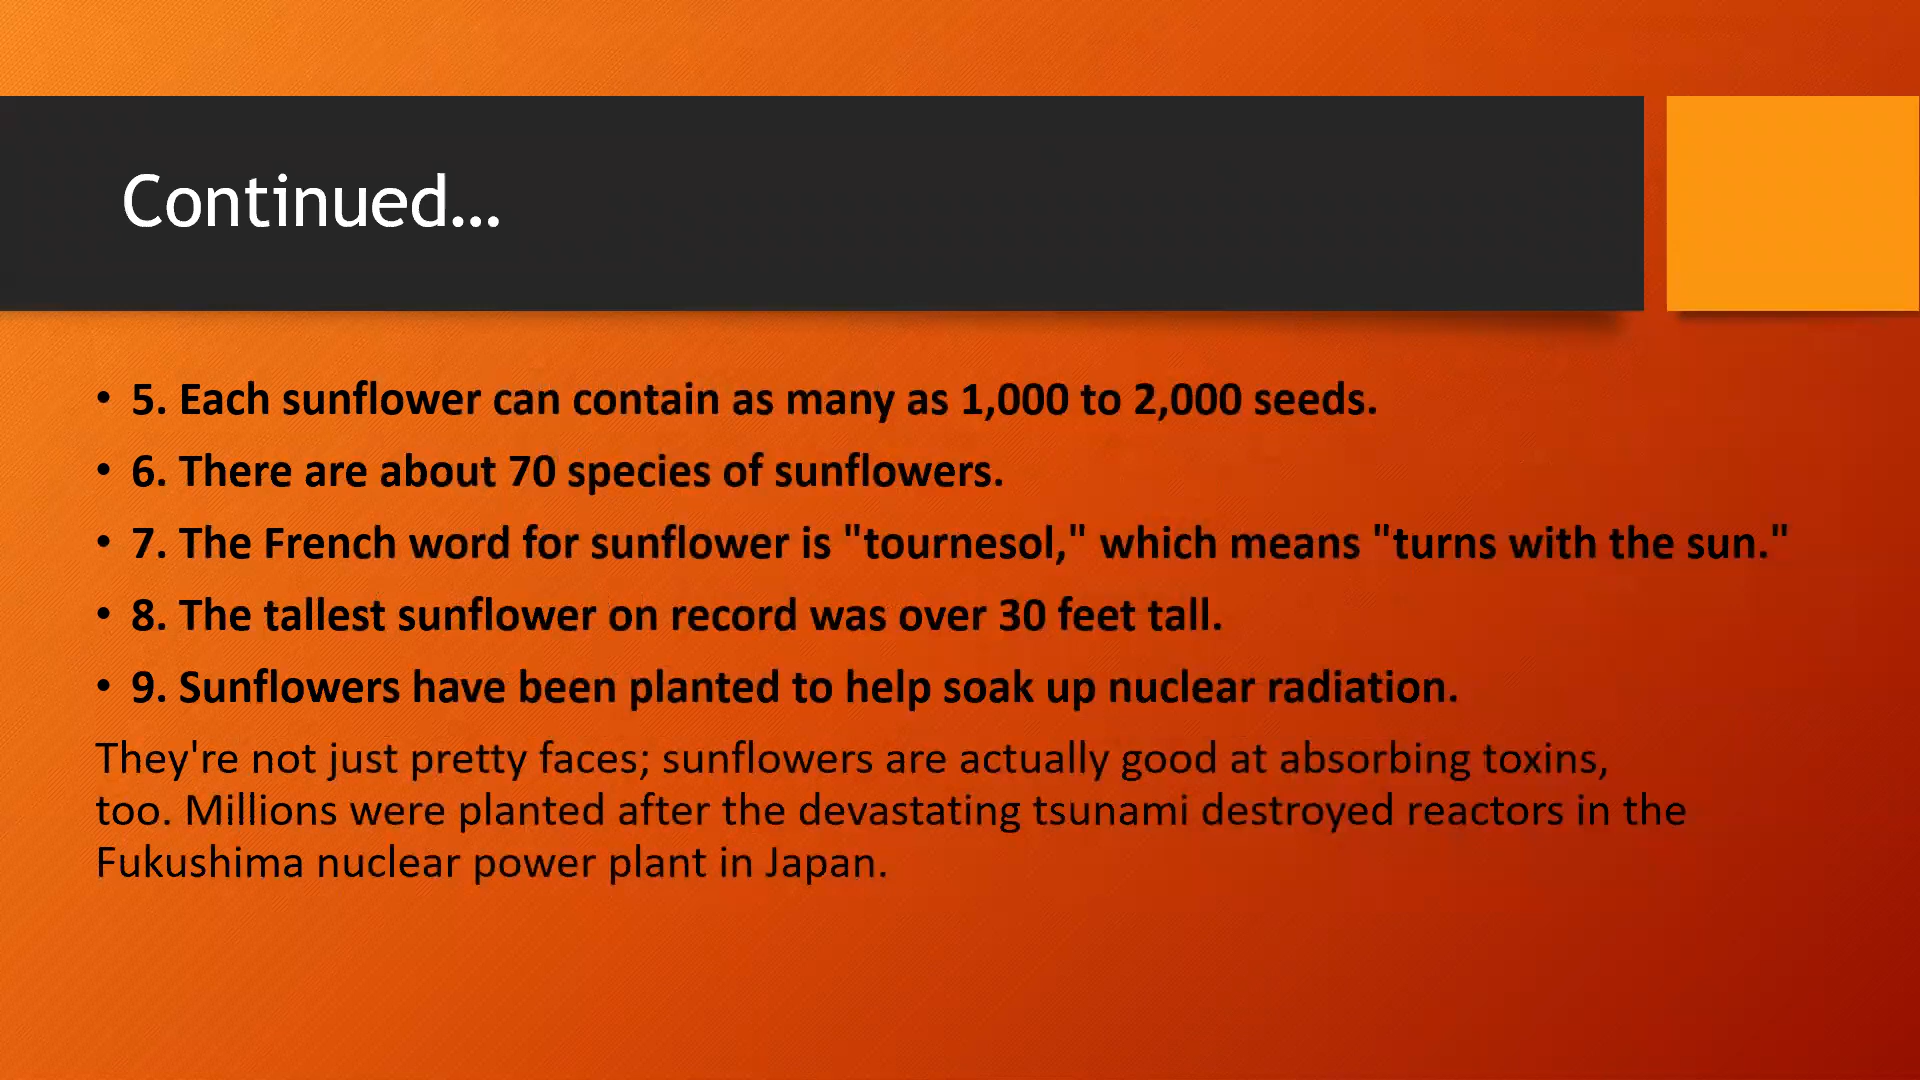 Continued...
• 5. Each sunflower can contain as many as 1,000 to 2,000 seeds.
• 6. There are about 70 species of sunflowers.
• 7. The French word for sunflower is "tournesol," which means "turns with the sun."
• 8. The tallest sunflower on record was over 30 feet tall.
• 9. Sunflowers have been planted to help soak up nuclear radiation.
They're not just pretty faces; sunflowers are actually good at absorbing toxins,
too. Millions were planted after the devastating tsunami destroyed reactors in the
Fukushima nuclear power plant in Japan.